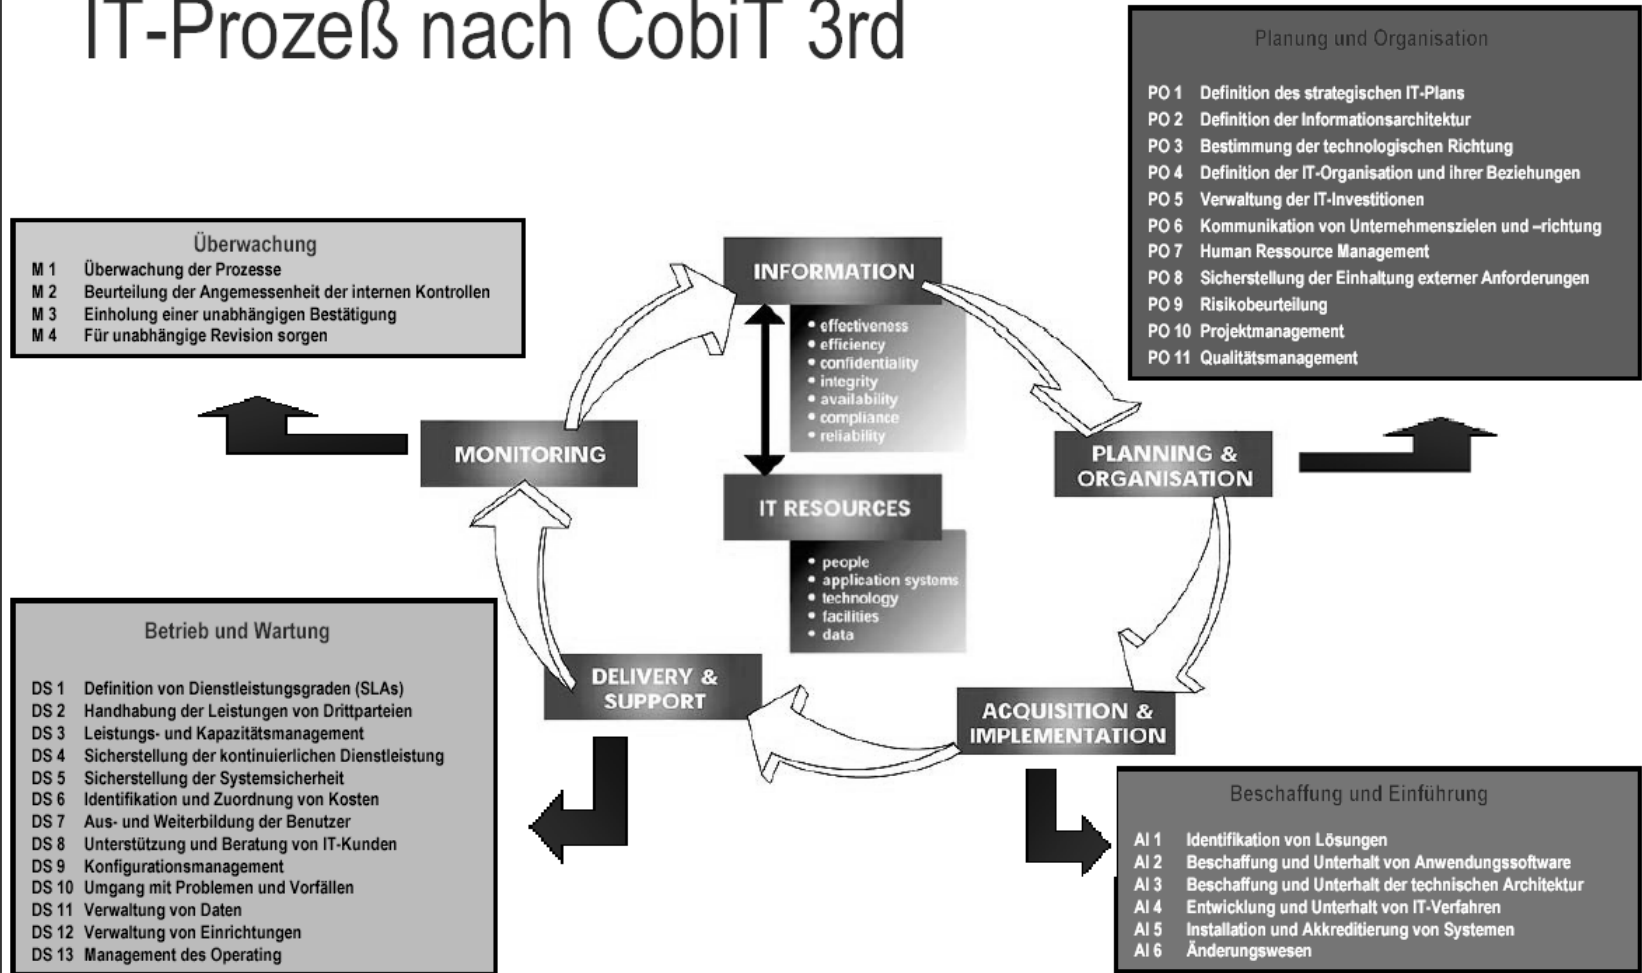 IT-Prozeß nach CobiT 3rd
Planung und Organisation
PO 1 Definition des strategischen IT-Plans
PO 2 Definition der Informationsarchitektur
PO 3 Bestimmung der technologischen Richtung
PO 4 Definition der IT-Organisation und ihrer Beziehungen
PO 5 Verwaltung der IT-Investitionen
PO 6 Kommunikation von Unternehmenszielen und –richtung
PO 7 Human Ressource Management
PO 8 Sicherstellung der Einhaltung externer Anforderungen
PO 9 Risikobeurteilung
PO 10 Projektmanagement
PO 11 Qualitätsmanagement
Überwachung
M 1 Überwachung der Prozesse
M 2 Beurteilung der Angemessenheit der internen Kontrollen
M 3 Einholung einer unabhängigen Bestätigung
M 4 Für unabhängige Revision sorgen
INFORMATION
• effectiveness
• efficiency
• confidentiality
• integrity
• availability
• compliance
• reliability
MONITORING
PLANNING &
ORGANISATION
IT RESOURCES
• people
• application systems
• technology
• facilities
• data
DELIVERY &
SUPPORT
ACQUISITION &
IMPLEMENTATION
Betrieb und Wartung
DS 1 Definition von Dienstleistungsgraden (SLAs)
DS 2 Handhabung der Leistungen von Drittparteien
DS 3 Leistungs- und Kapazitätsmanagement
DS 4 Sicherstellung der kontinuierlichen Dienstleistung
DS 5 Sicherstellung der Systemsicherheit
DS 6 Identifikation und Zuordnung von Kosten
DS 7 Aus- und Weiterbildung der Benutzer
DS 8 Unterstützung und Beratung von IT-Kunden
DS 9 Konfigurationsmanagement
DS 10 Umgang mit Problemen und Vorfällen
DS 11 Verwaltung von Daten
DS 12 Verwaltung von Einrichtungen
DS 13 Management des Operating
Beschaffung und Einführung
AI 1 Identifikation von Lösungen
AI 2 Beschaffung und Unterhalt von Anwendungssoftware
AI 3 Beschaffung und Unterhalt der technischen Architektur
AI 4 Entwicklung und Unterhalt von IT-Verfahren
AI 5 Installation und Akkreditierung von Systemen
AI 6 Änderungswesen